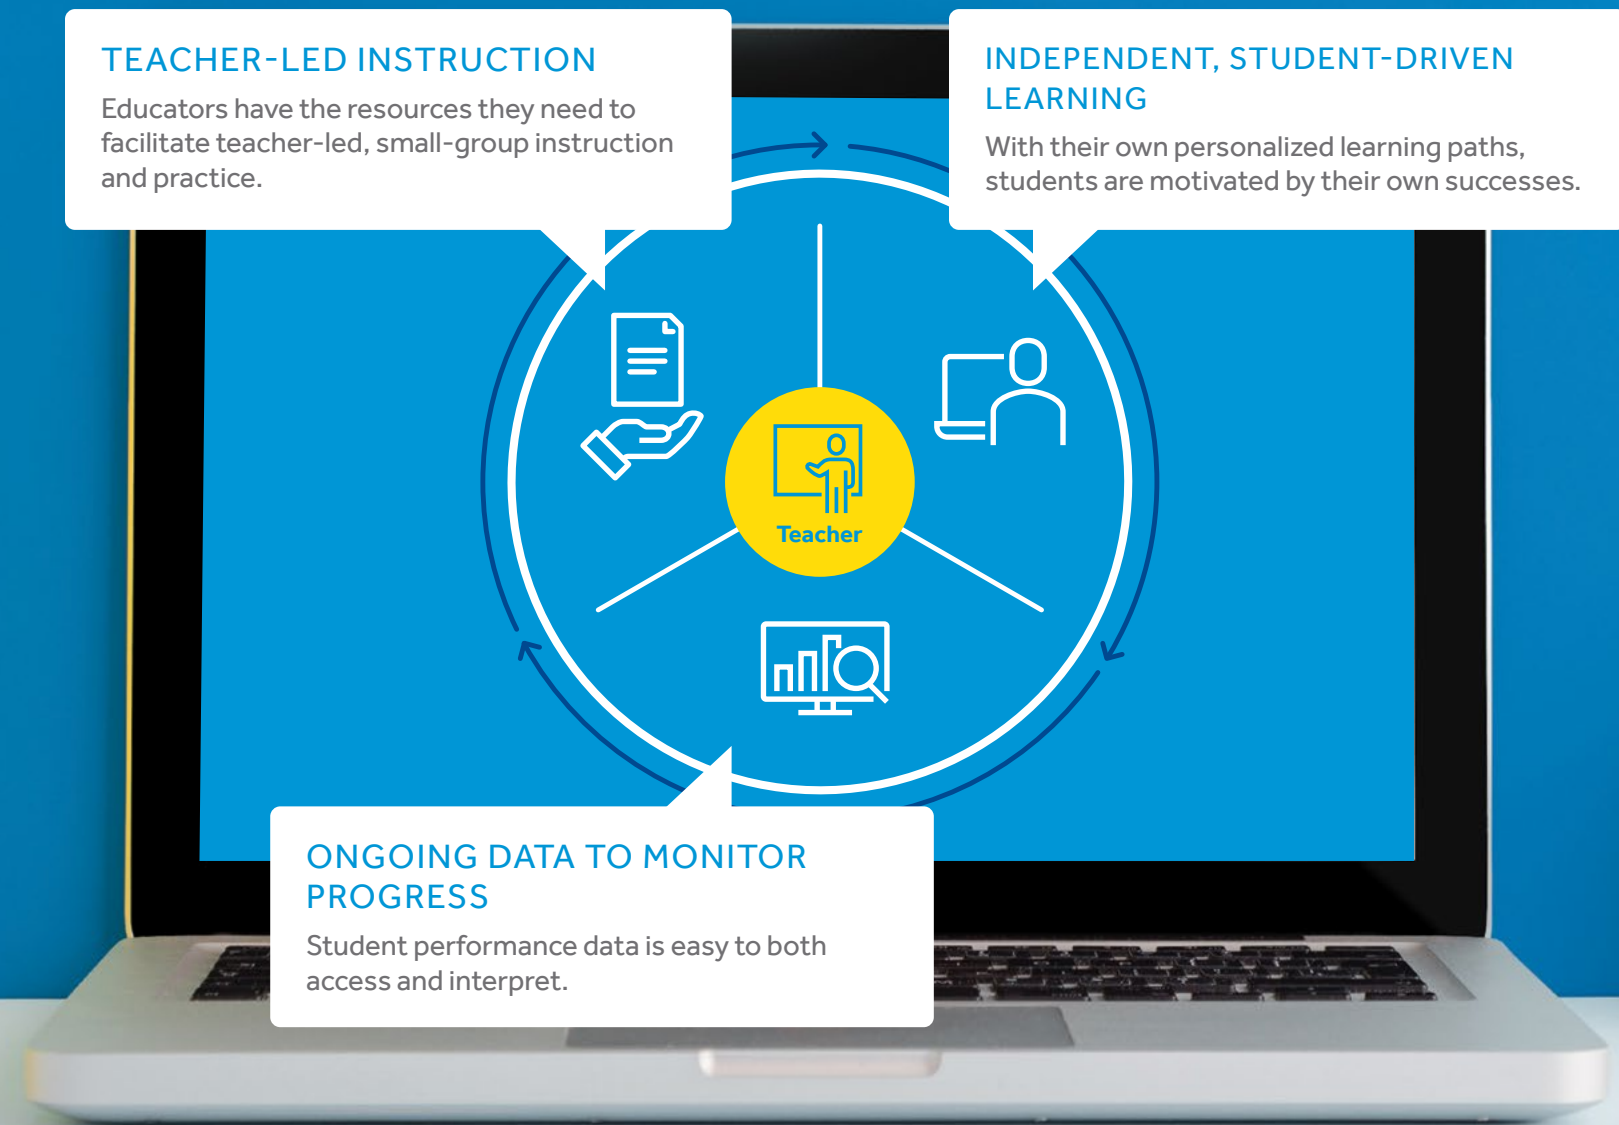 TEACHER-LED INSTRUCTION
Educators have the resources they need to
facilitate teacher-led, small-group instruction
and practice.
INDEPENDENT, STUDENT-DRIVEN
LEARNING
With their own personalized learning paths,
students are motivated by their own successes.
Teacher
ONGOING DATA TO MONITOR
PROGRESS
Student performance data is easy to both
access and interpret.